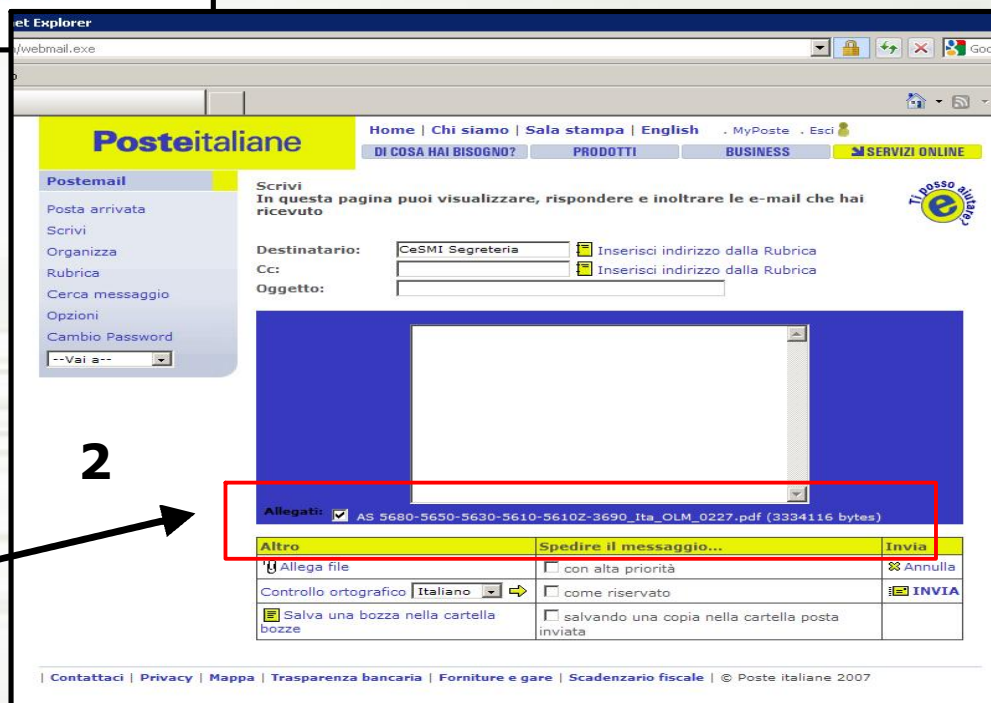 et Explorer
/webmail.exe
Goo
Posteitaliane
Home | Chi siamo | Sala stampa | English . MyPoste . Esci
DI COSA HAI BISOGNO? PRODOTTI BUSINESS SERVIZI ONLINE
Postemail
Posta arrivata
Scrivi
Organizza
Rubrica
Cerca messaggio
Opzioni
Cambio Password
--Vai a--
Scrivi
In questa pagina puoi visualizzare, rispondere e inoltrare le e-mail che hai
ricevuto
Ti posso aiutare?
e
Destinatario: CeSMI Segreteria Inserisci indirizzo dalla Rubrica
Cc: Inserisci indirizzo dalla Rubrica
Oggetto:
2
Allegati: AS 5680-5650-5630-5610-5610Z-3690_Ita_OLM_0227.pdf (3334116 bytes)
Altro Spedire il messaggio... Invia
Allega file con alta priorità Annulla
Controllo ortografico Italiano come riservato INVIA
Salva una bozza nella cartella salvando una copia nella cartella posta
bozze inviata
| Contattaci | Privacy | Mappa | Trasparenza bancaria | Forniture e gare | Scadenzario fiscale | © Poste italiane 2007